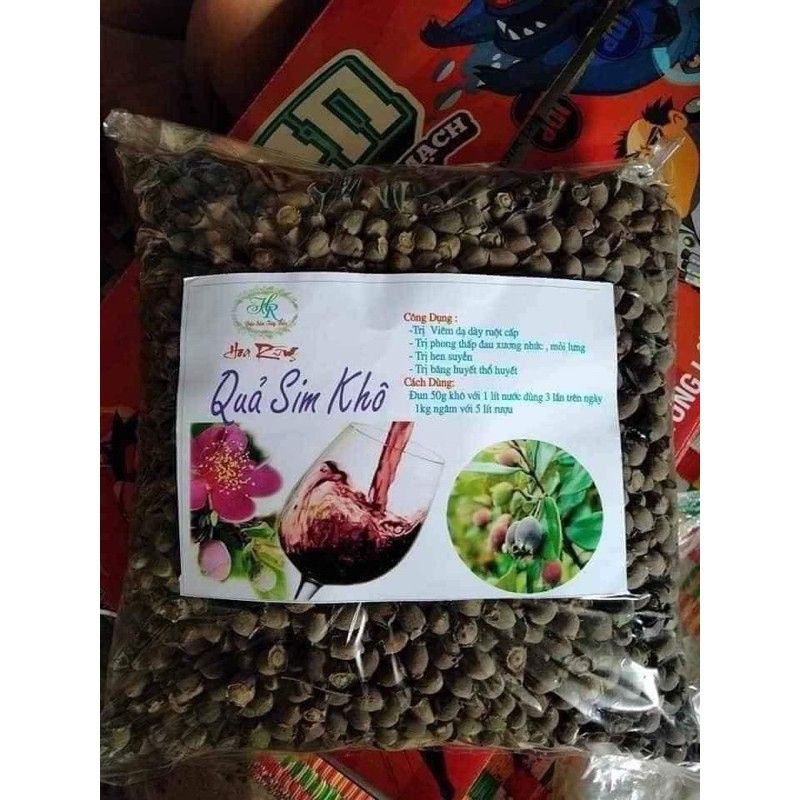 HR
Hoa Rừng
Quả Sim Khô
Công Dụng :
-Trị Viêm dạ dày ruột cấp
-Trị phong thấp đau xương nhức , mỏi lưng
-Trị hen suyễn
-Trị băng huyết thổ huyết
Cách Dùng:
Đun 50g khô với 1 lít nước dùng 3 lần trên ngày
1kg ngâm với 5 lít rượu
MẠCH